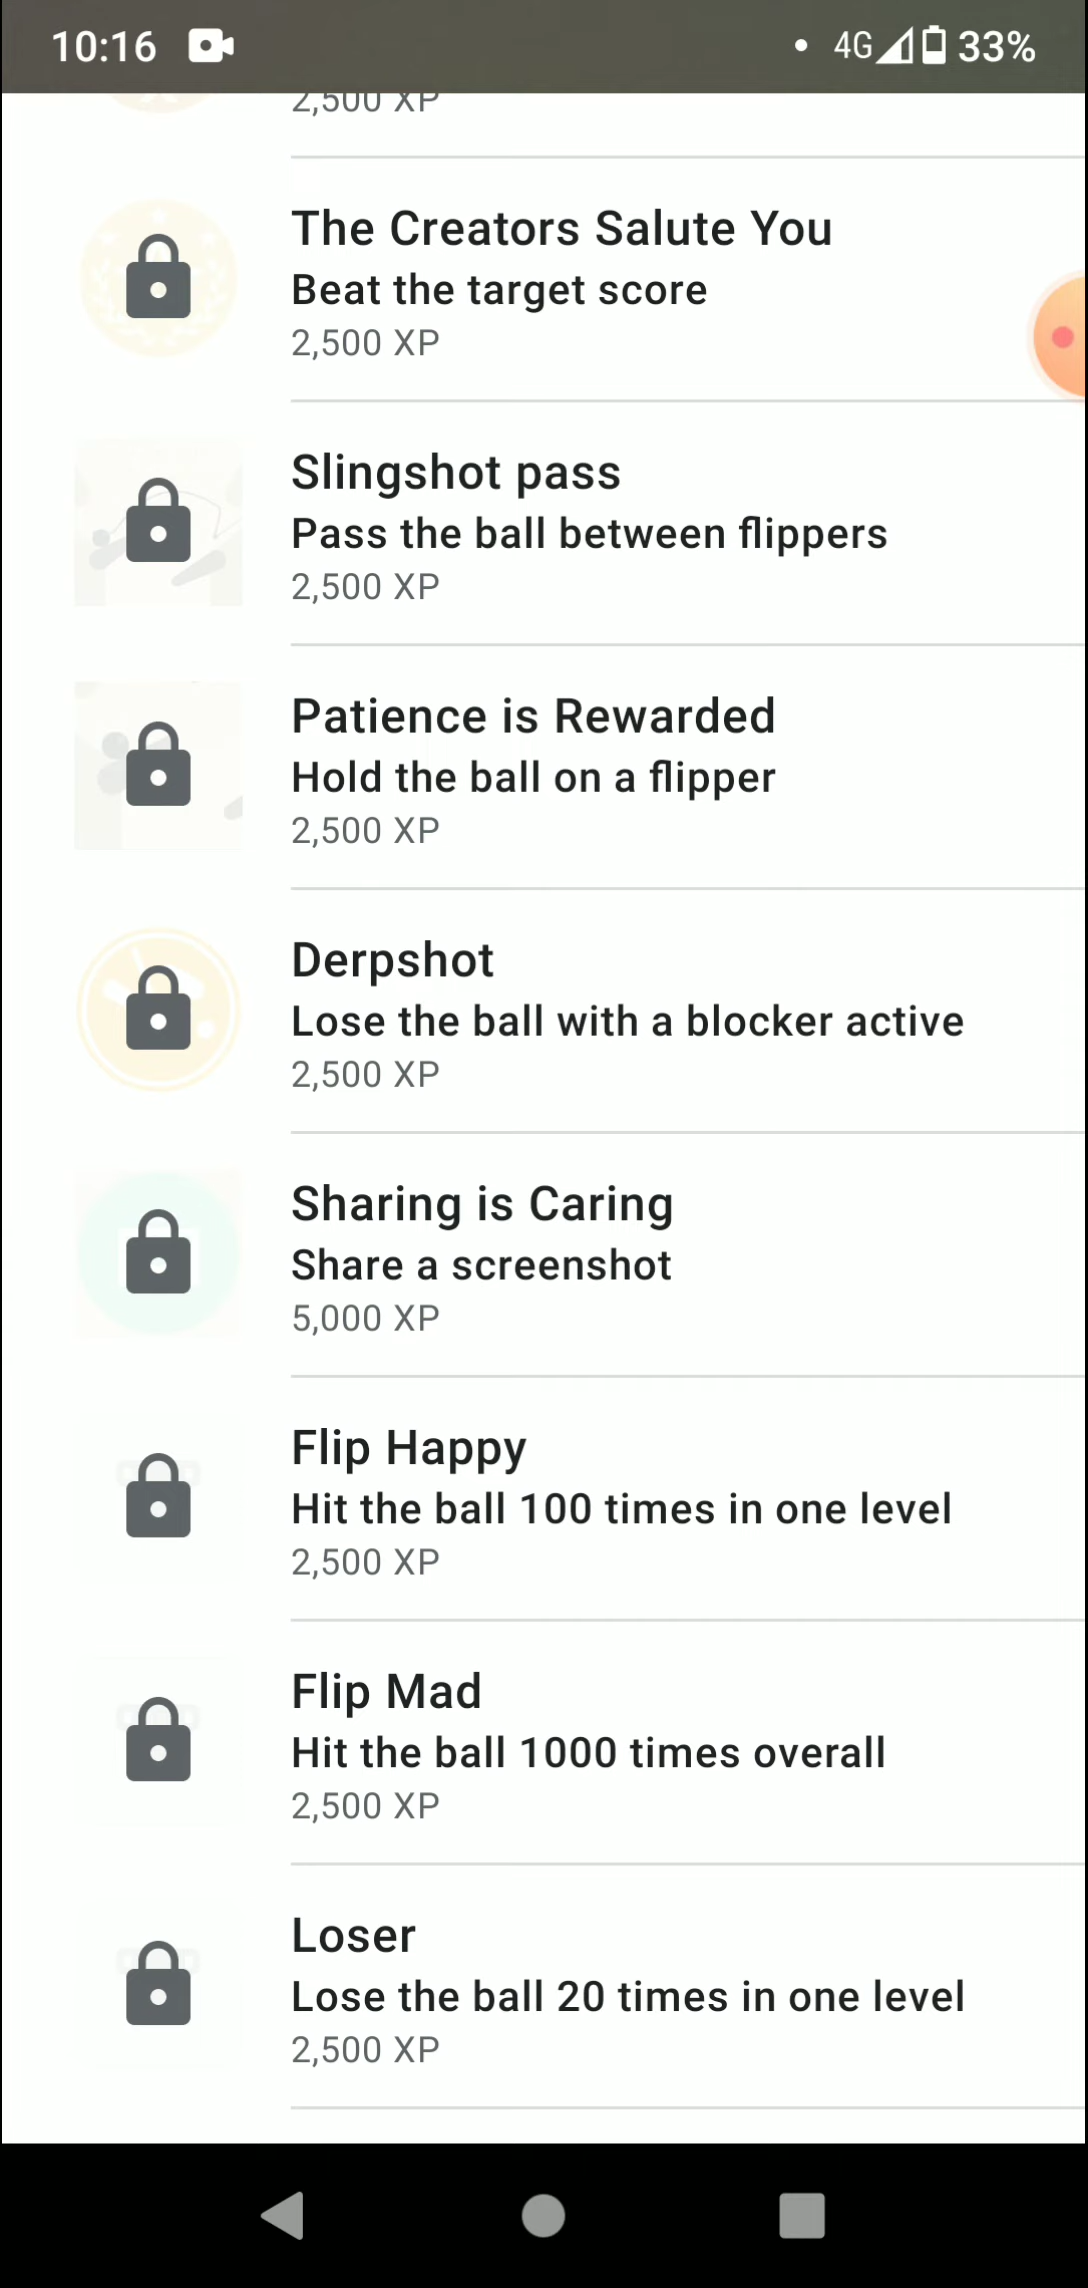 10:16 4G 33%
2,500 XP
The Creators Salute You
Beat the target score
2,500 XP
Slingshot pass
Pass the ball between flippers
2,500 XP
Patience is Rewarded
Hold the ball on a flipper
2,500 XP
Derpshot
Lose the ball with a blocker active
2,500 XP
Sharing is Caring
Share a screenshot
5,000 XP
Flip Happy
Hit the ball 100 times in one level
2,500 XP
Flip Mad
Hit the ball 1000 times overall
2,500 XP
Loser
Lose the ball 20 times in one level
2,500 XP